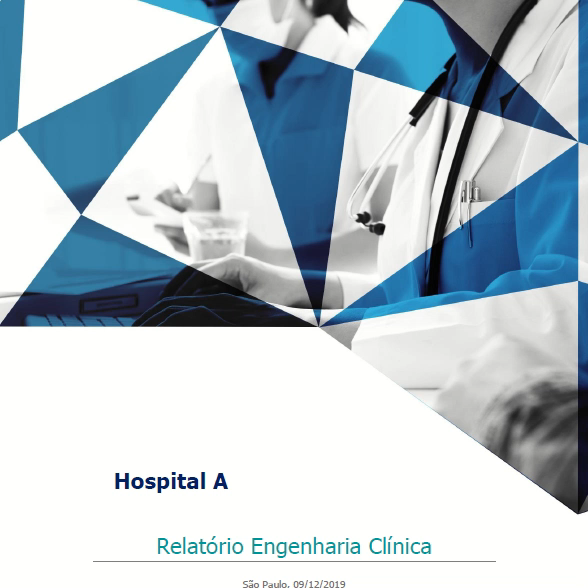 Hospital A
Relatório Engenharia Clínica
São Paulo, 09/12/2019